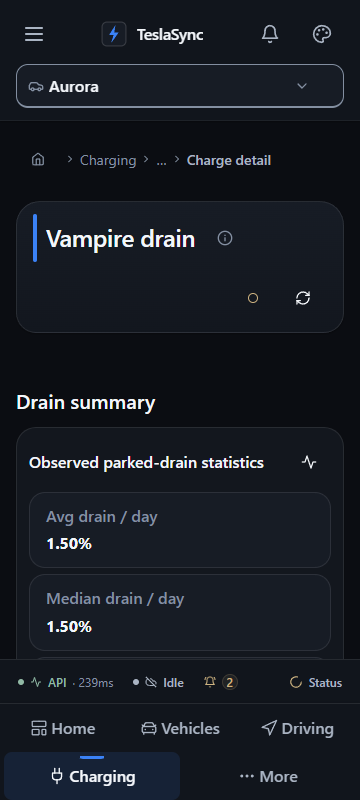 TeslaSync
Aurora
Charging ... Charge detail
Vampire drain
Drain summary
Observed parked-drain statistics
Avg drain / day
1.50%
Median drain / day
1.50%
API · 239ms Idle 2 Status
Home Vehicles Driving
Charging More